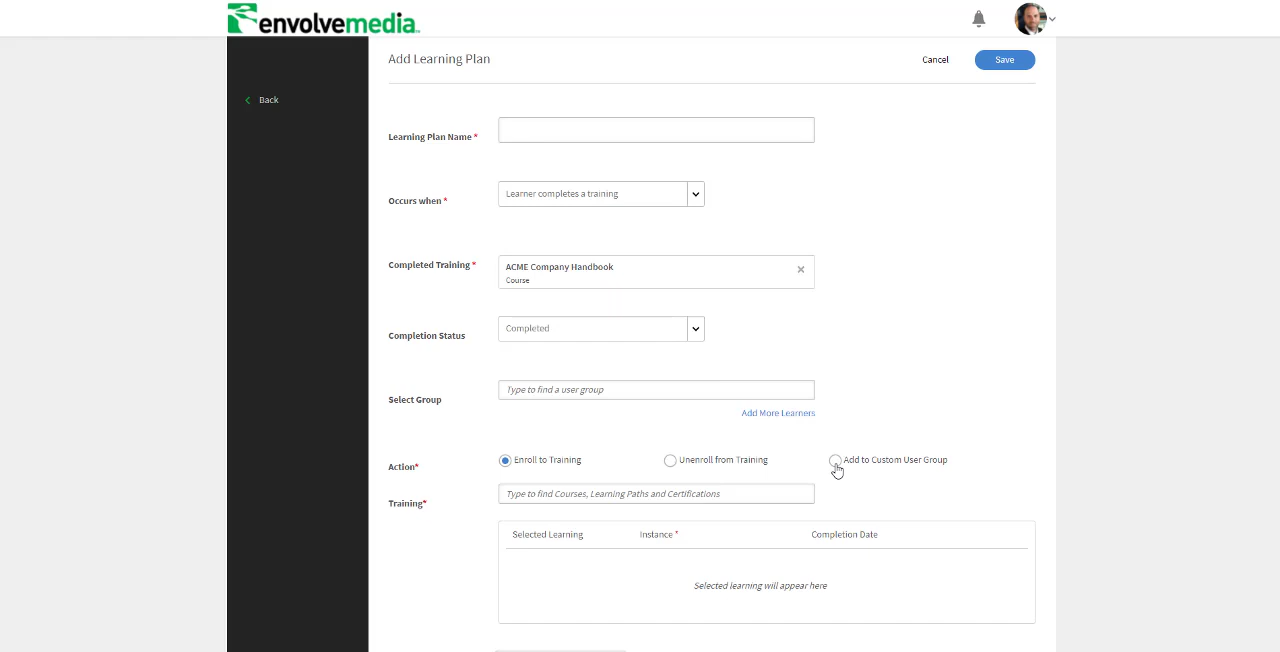 envolvemedia
Add Learning Plan
Cancel
Save
Back
Learning Plan Name *
Occurs when *
Learner completes a training
Completed Training *
ACME Company Handbook
Course
Completion Status
Completed
Select Group
Type to find a user group
Add More Learners
Action*
Enroll to Training
Unenroll from Training
Add to Custom User Group
Training*
Type to find Courses, Learning Paths and Certifications
Selected Learning
Instance *
Completion Date
Selected learning will appear here